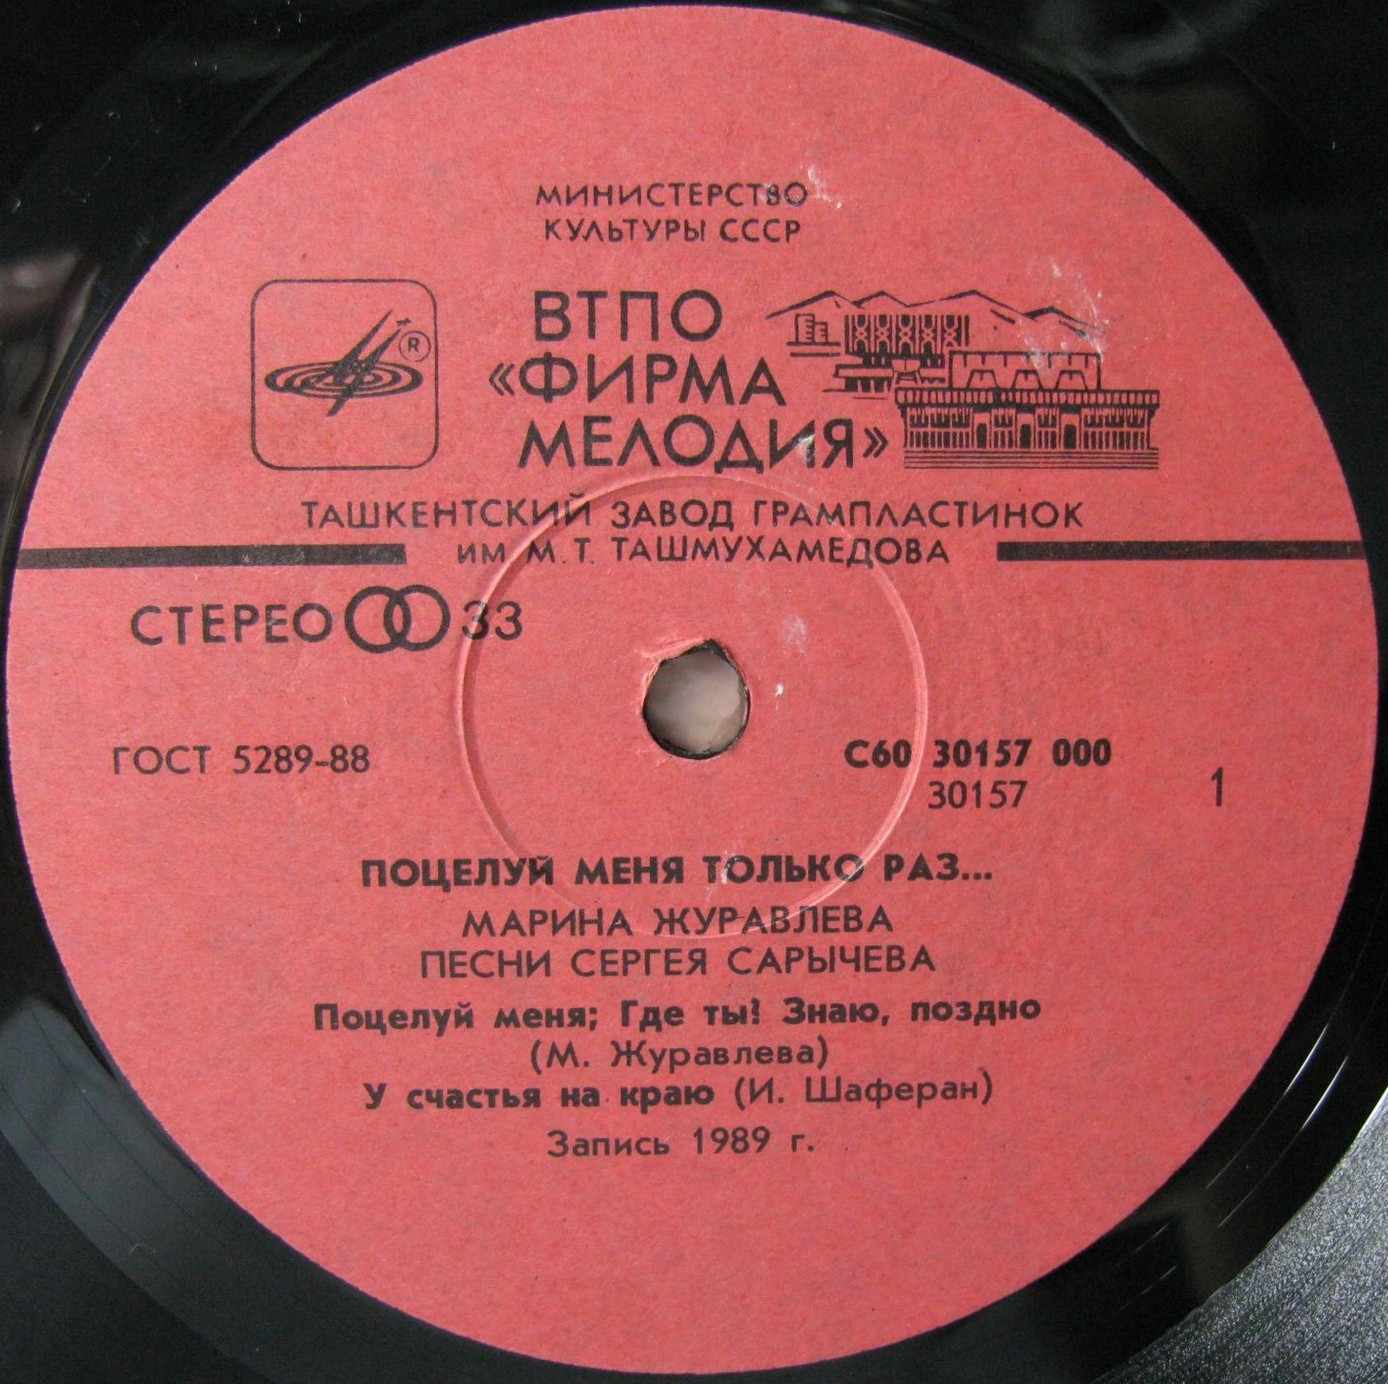 МИНИСТЕРСТВО
КУЛЬТУРЫ СССР
ВТПО
«ФИРМА
МЕЛОДИЯ»
®
ТАШКЕНТСКИЙ ЗАВОД ГРАМПЛАСТИНОК
ИМ М. Т. ТАШМУХАМЕДОВА
СТЕРЕО 33
ГОСТ 5289-88
С60 30157 000
30157
1
ПОЦЕЛУЙ МЕНЯ ТОЛЬКО РАЗ...
МАРИНА ЖУРАВЛЕВА
ПЕСНИ СЕРГЕЯ САРЫЧЕВА
Поцелуй меня; Где ты? Знаю, поздно
(М. Журавлева)
У счастья на краю (И. Шаферан)
Запись 1989 г.